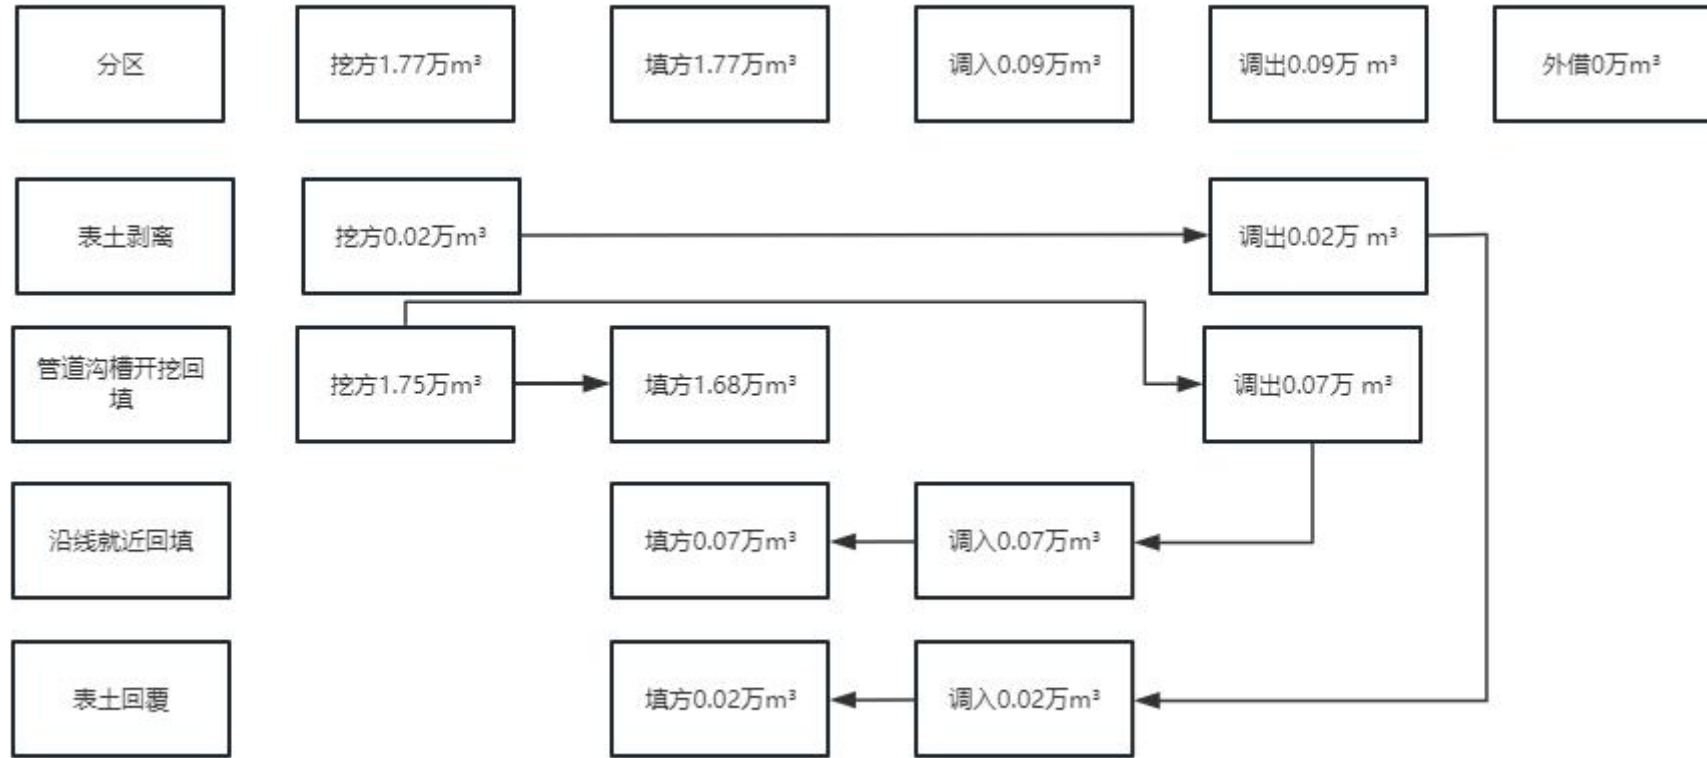 分区
挖方1.77万m³
填方1.77万m³
调入0.09万m³
调出0.09万 m³
外借0万m³
表土剥离
挖方0.02万m³
调出0.02万 m³
管道沟槽开挖回
填
挖方1.75万m³
填方1.68万m³
调出0.07万 m³
沿线就近回填
填方0.07万m³
调入0.07万m³
表土回覆
填方0.02万m³
调入0.02万m³